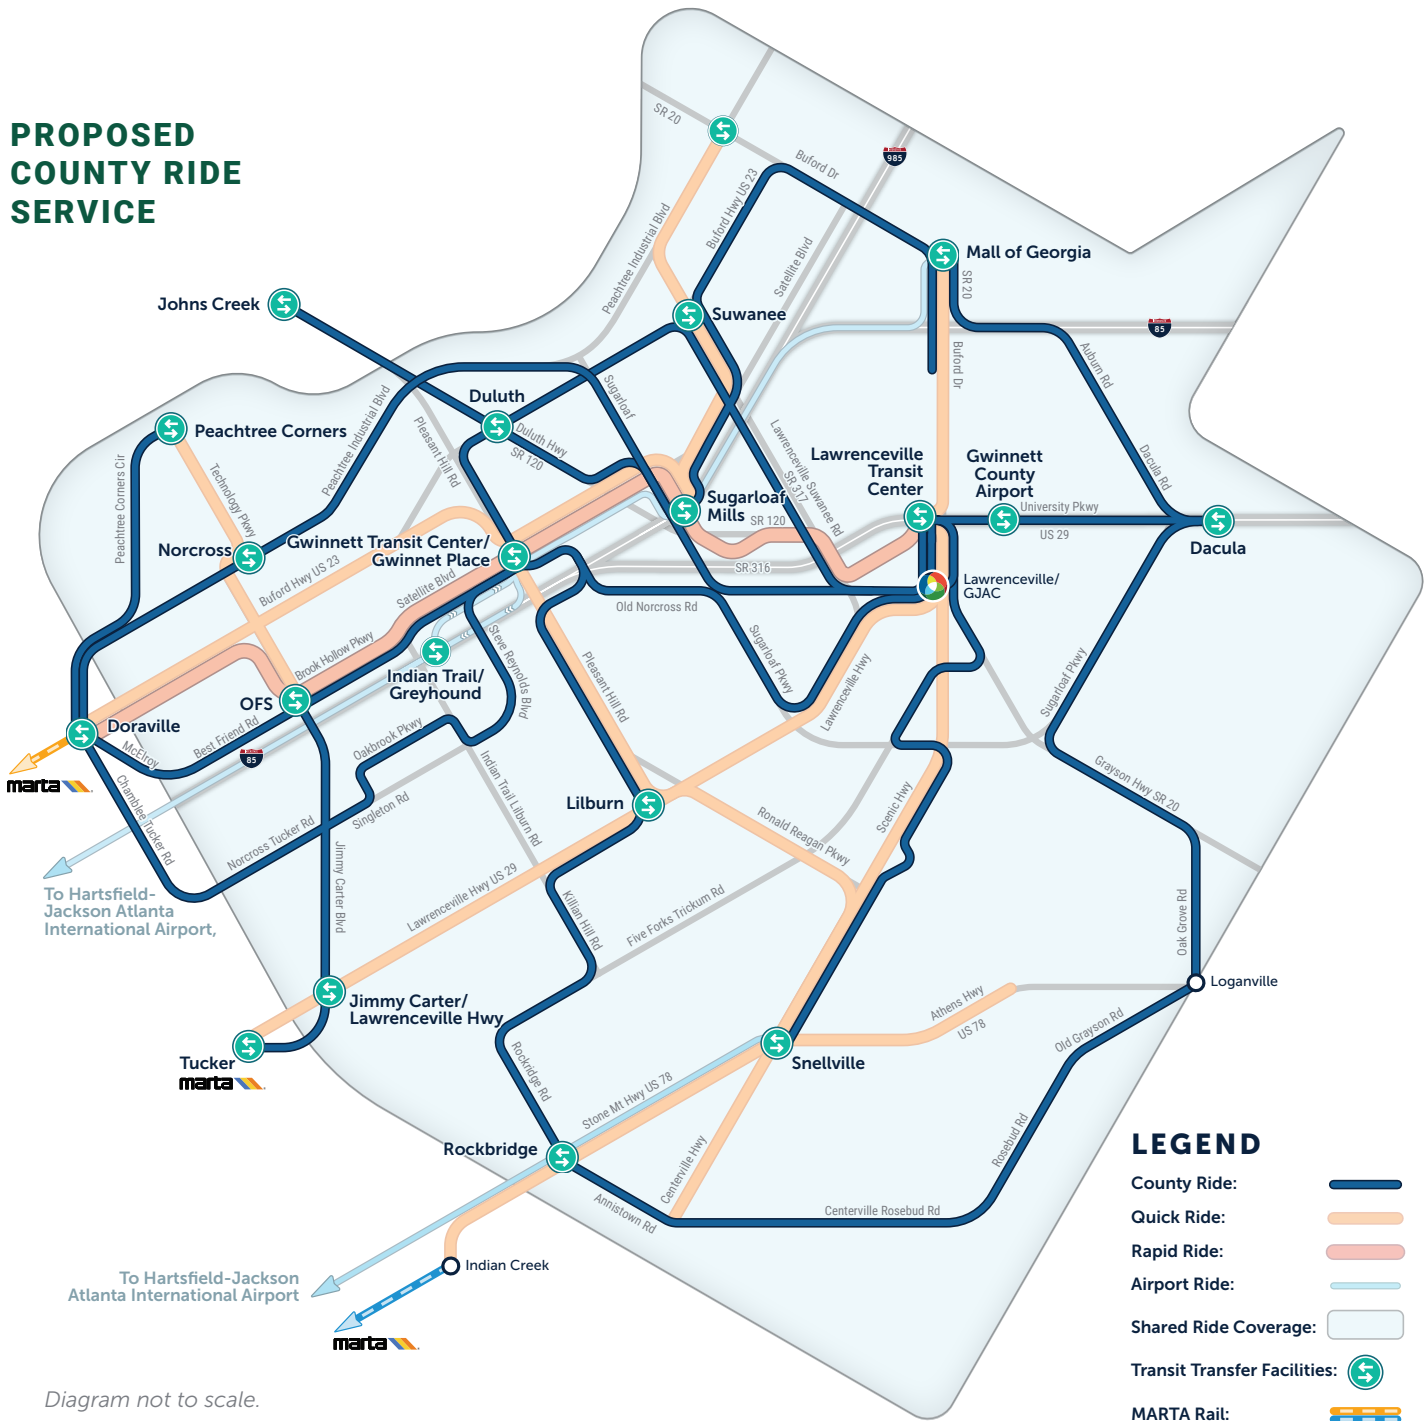 PROPOSED
COUNTY RIDE
SERVICE
SR 20
985
Buford Dr
Buford Hwy US 23
Peachtree Industrial Blvd
Satellite Blvd
Mall of Georgia
SR 20
85
Johns Creek
Suwanee
Buford Dr
Auburn Rd
Duluth
Sugarloaf
Peachtree Corners
Peachtree Industrial Blvd
Pleasant Hill Rd
Duluth Hwy
SR 120
Lawrenceville Suwanee Rd
SR 317
Lawrenceville
Transit
Center
Gwinnett
County
Airport
Dacula Rd
Peachtree Corners Cir
Technology Pkwy
Sugarloaf
Mills
SR 120
University Pkwy
US 29
Dacula
Norcross
Gwinnett Transit Center/
Gwinnet Place
Buford Hwy US 23
Satellite Blvd
SR 316
Lawrenceville/
GJAC
Old Norcross Rd
Brook Hollow Pkwy
Steve Reynolds Blvd
Indian Trail/
Greyhound
Pleasant Hill Rd
Sugarloaf Pkwy
Lawrenceville Hwy
Sugarloaf Pkwy
OFS
Doraville
McElroy
Best Friend Rd
85
Oakbrook Pkwy
marta
Chamblee Tucker Rd
Indian Trail Lilburn Rd
Singleton Rd
Norcross Tucker Rd
Lilburn
Scenic Hwy
Grayson Hwy SR 20
Ronald Reagan Pkwy
Jimmy Carter Blvd
To Hartsfield-
Jackson Atlanta
International Airport,
Lawrenceville Hwy US 29
Killian Hill Rd
Five Forks Trickum Rd
Oak Grove Rd
Loganville
Jimmy Carter/
Lawrenceville Hwy
Athens Hwy
US 78
Old Grayson Rd
Tucker
marta
Snellville
Rockridge Rd
Stone Mt Hwy US 78
Rockbridge
Centerville Hwy
Rosebud Rd
Annistown Rd
Centerville Rosebud Rd
Indian Creek
To Hartsfield-Jackson
Atlanta International Airport
marta
Diagram not to scale.
LEGEND
County Ride:
Quick Ride:
Rapid Ride:
Airport Ride:
Shared Ride Coverage:
Transit Transfer Facilities:
MARTA Rail: